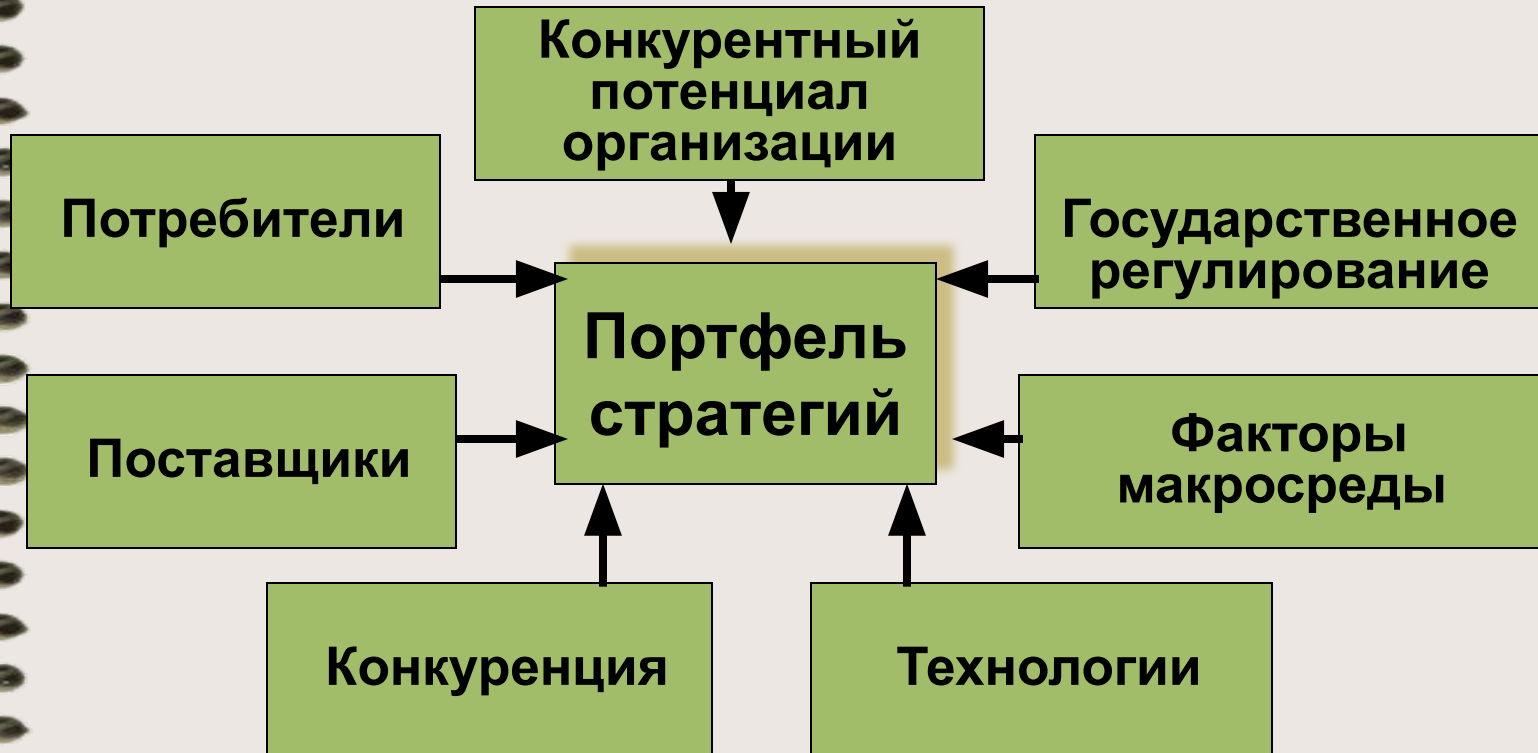 Конкурентный
потенциал
организации
Потребители
Государственное
регулирование
Портфель
стратегий
Поставщики
Факторы
макросреды
Конкуренция
Технологии